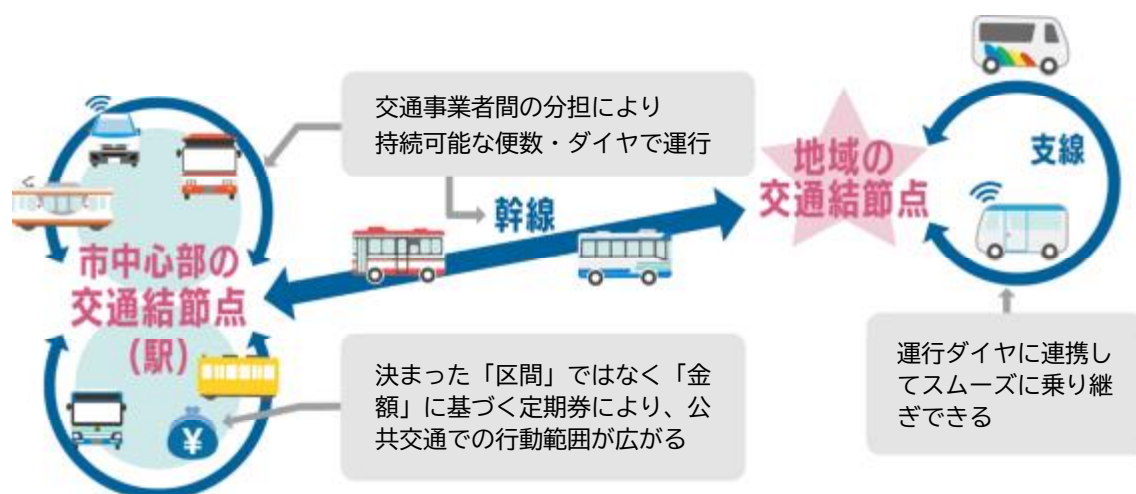 交通事業者間の分担により
持続可能な便数・ダイヤで運行
幹線
地域の
交通結節点
支線
市中心部の
交通結節点
(駅)
¥
決まった「区間」ではなく「金
額」に基づく定期券により、公
共交通での行動範囲が広がる
運行ダイヤに連携し
てスムーズに乗り継
ぎできる